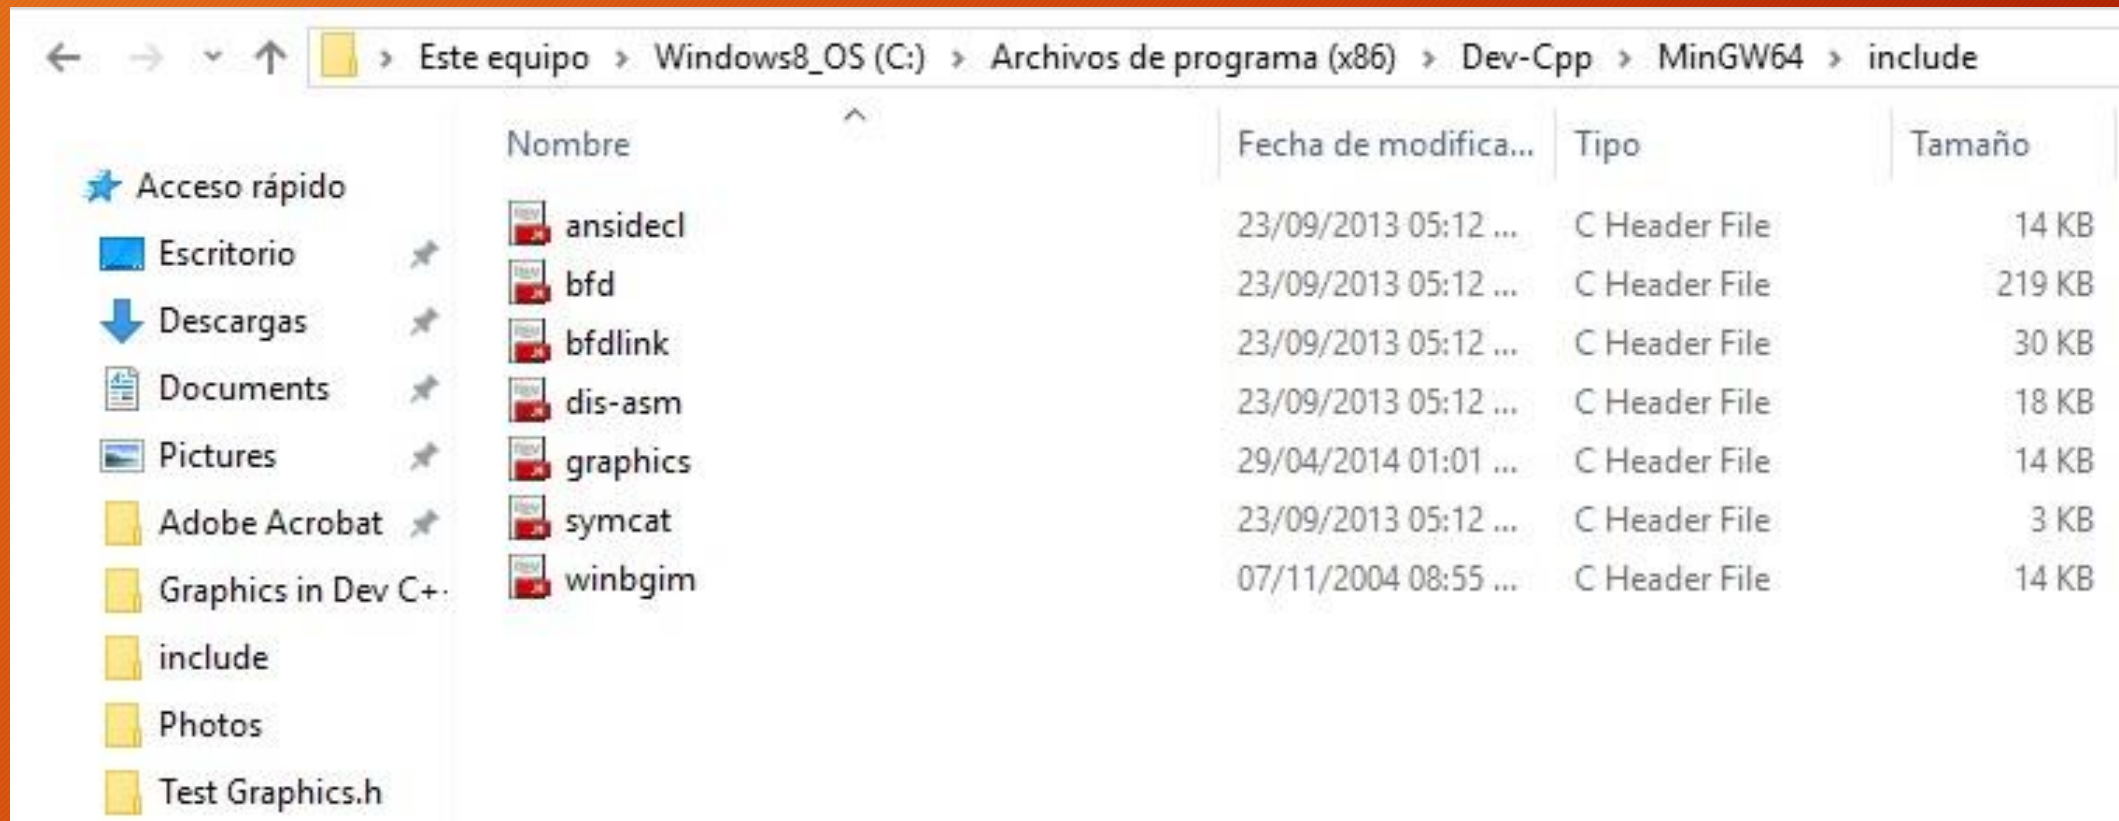 Este equipo > Windows8_OS (C:) > Archivos de programa (x86) > Dev-Cpp > MinGW64 > include
Nombre Fecha de modifica... Tipo Tamaño
Acceso rápido
Escritorio
Descargas
Documents
Pictures
Adobe Acrobat
Graphics in Dev C+
include
Photos
Test Graphics.h
ansidecl 23/09/2013 05:12 ... C Header File 14 KB
bfd 23/09/2013 05:12 ... C Header File 219 KB
bfdlink 23/09/2013 05:12 ... C Header File 30 KB
dis-asm 23/09/2013 05:12 ... C Header File 18 KB
graphics 29/04/2014 01:01 ... C Header File 14 KB
symcat 23/09/2013 05:12 ... C Header File 3 KB
winbgim 07/11/2004 08:55 ... C Header File 14 KB